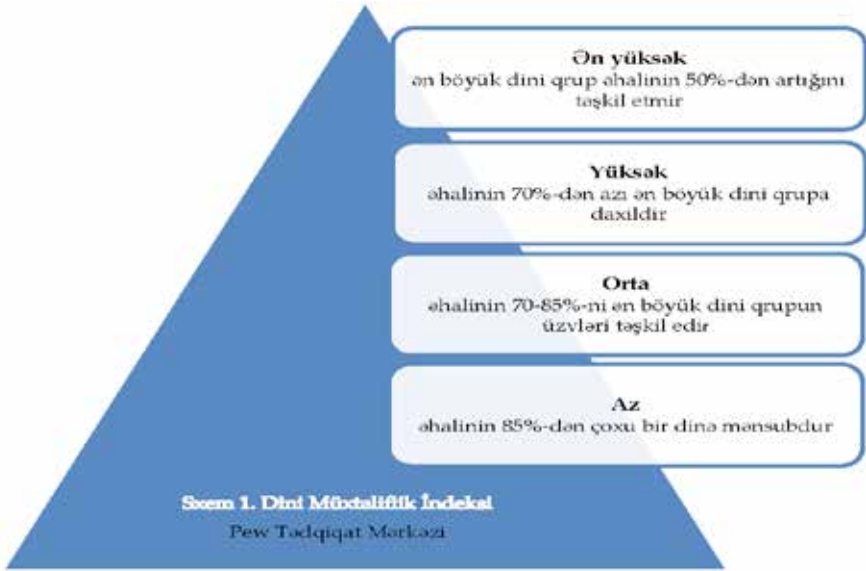 Ən yüksək
ən böyük dini qrup əhalinin 50%-dən artığını
təşkil etmir
Yüksək
əhalinin 70%-dən azı ən böyük dini qrupa
daxildir
Orta
əhalinin 70-85%-ni ən böyük dini qrupun
üzvləri təşkil edir
Az
əhalinin 85%-dən çoxu bir dinə mənsubdur
Sxem 1. Dini Müxtəliflik İndeksi
Pew Tədqiqat Mərkəzi